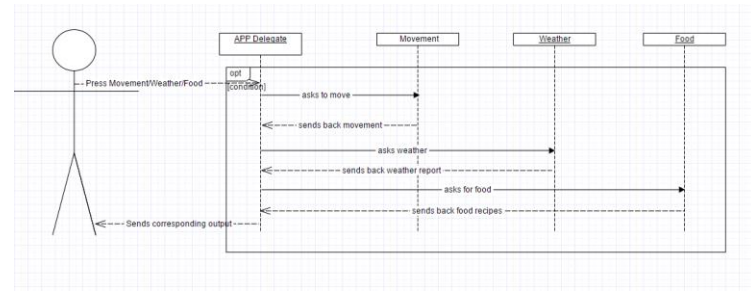 APP Delegate
Movement
Weather
Food
opt
[condition]
Press Movement/Weather/Food
asks to move
sends back movement
asks weather
sends back weather report
asks for food
sends back food recipes
Sends corresponding output